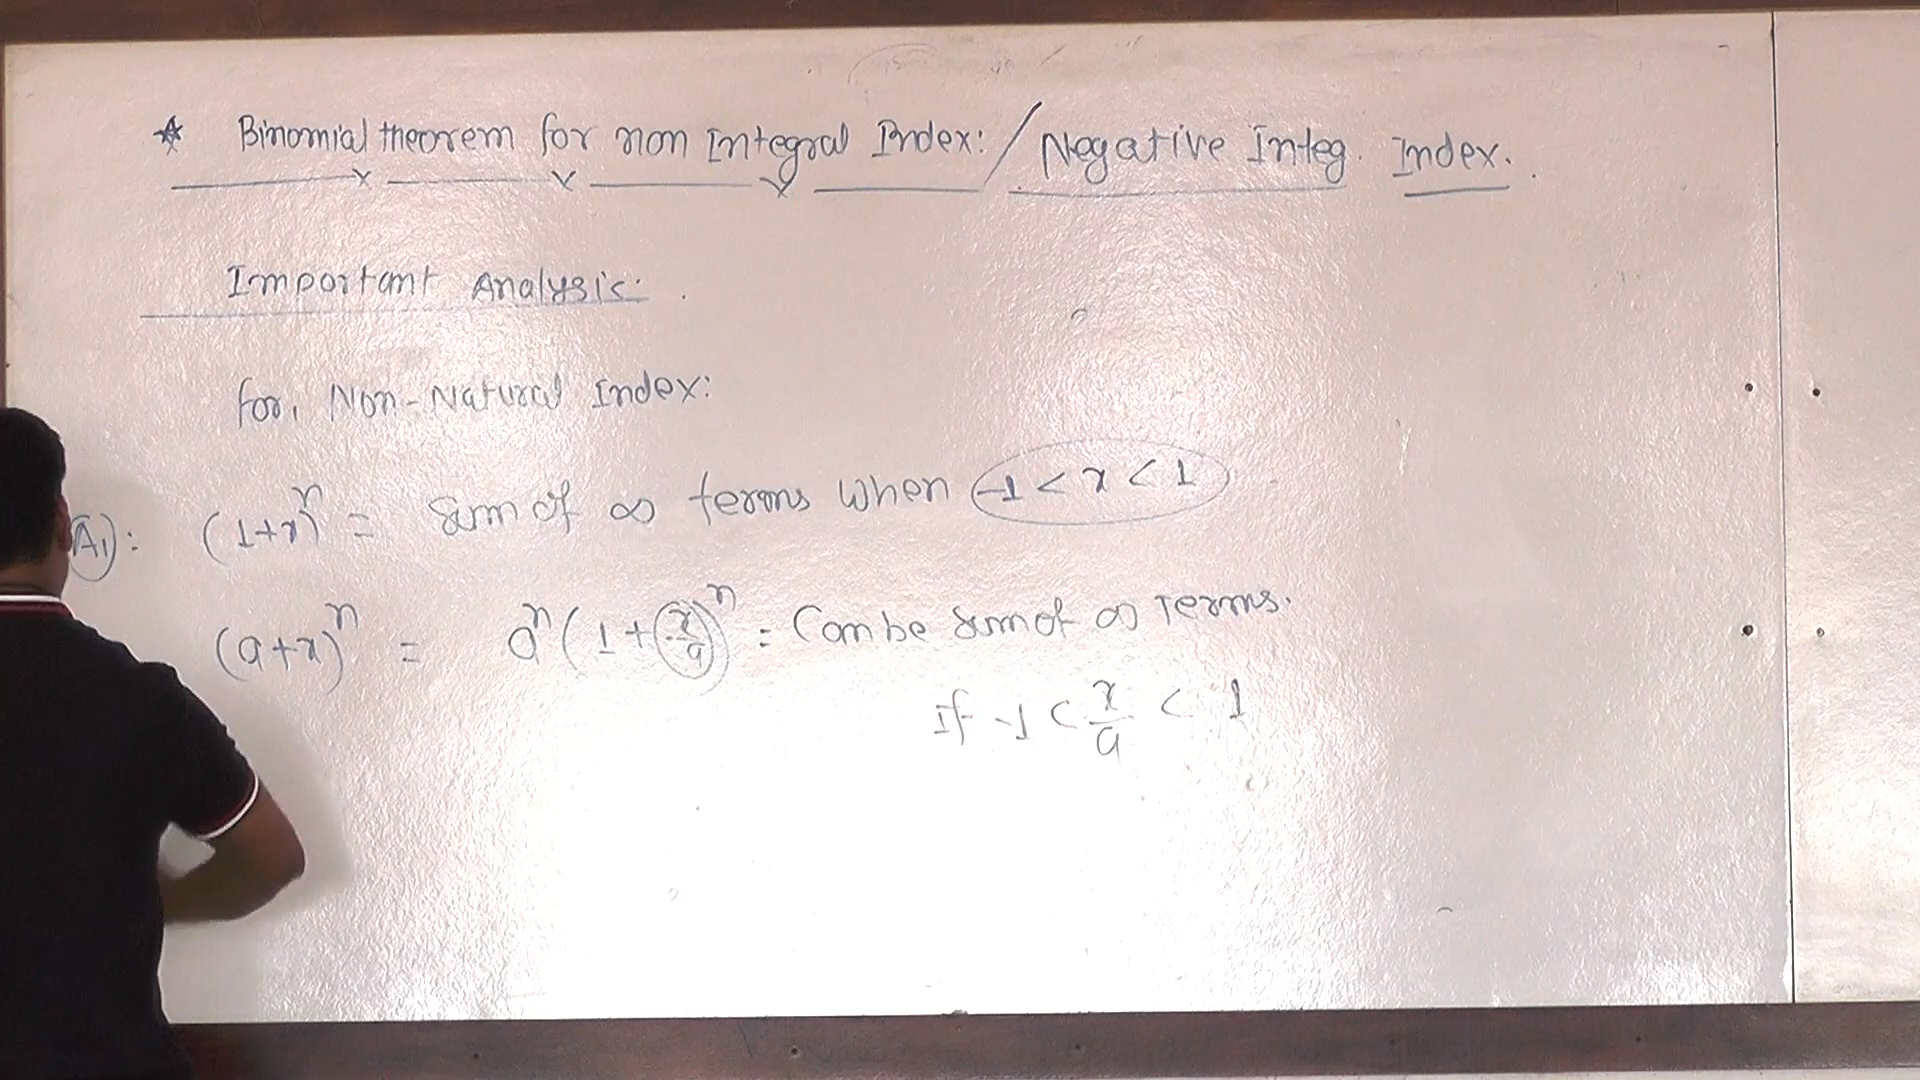 ☆ Binomial theorem for non Integral Index: / Negative Integ. Index.
Important Analysis:
for, Non-Natural Index:
A1): (1+x)^n = Sum of ∞ terms when -1 < x < 1
(a+x)^n = a^n (1 + x/a)^n = Can be sum of ∞ Terms.
If -1 < x/a < 1